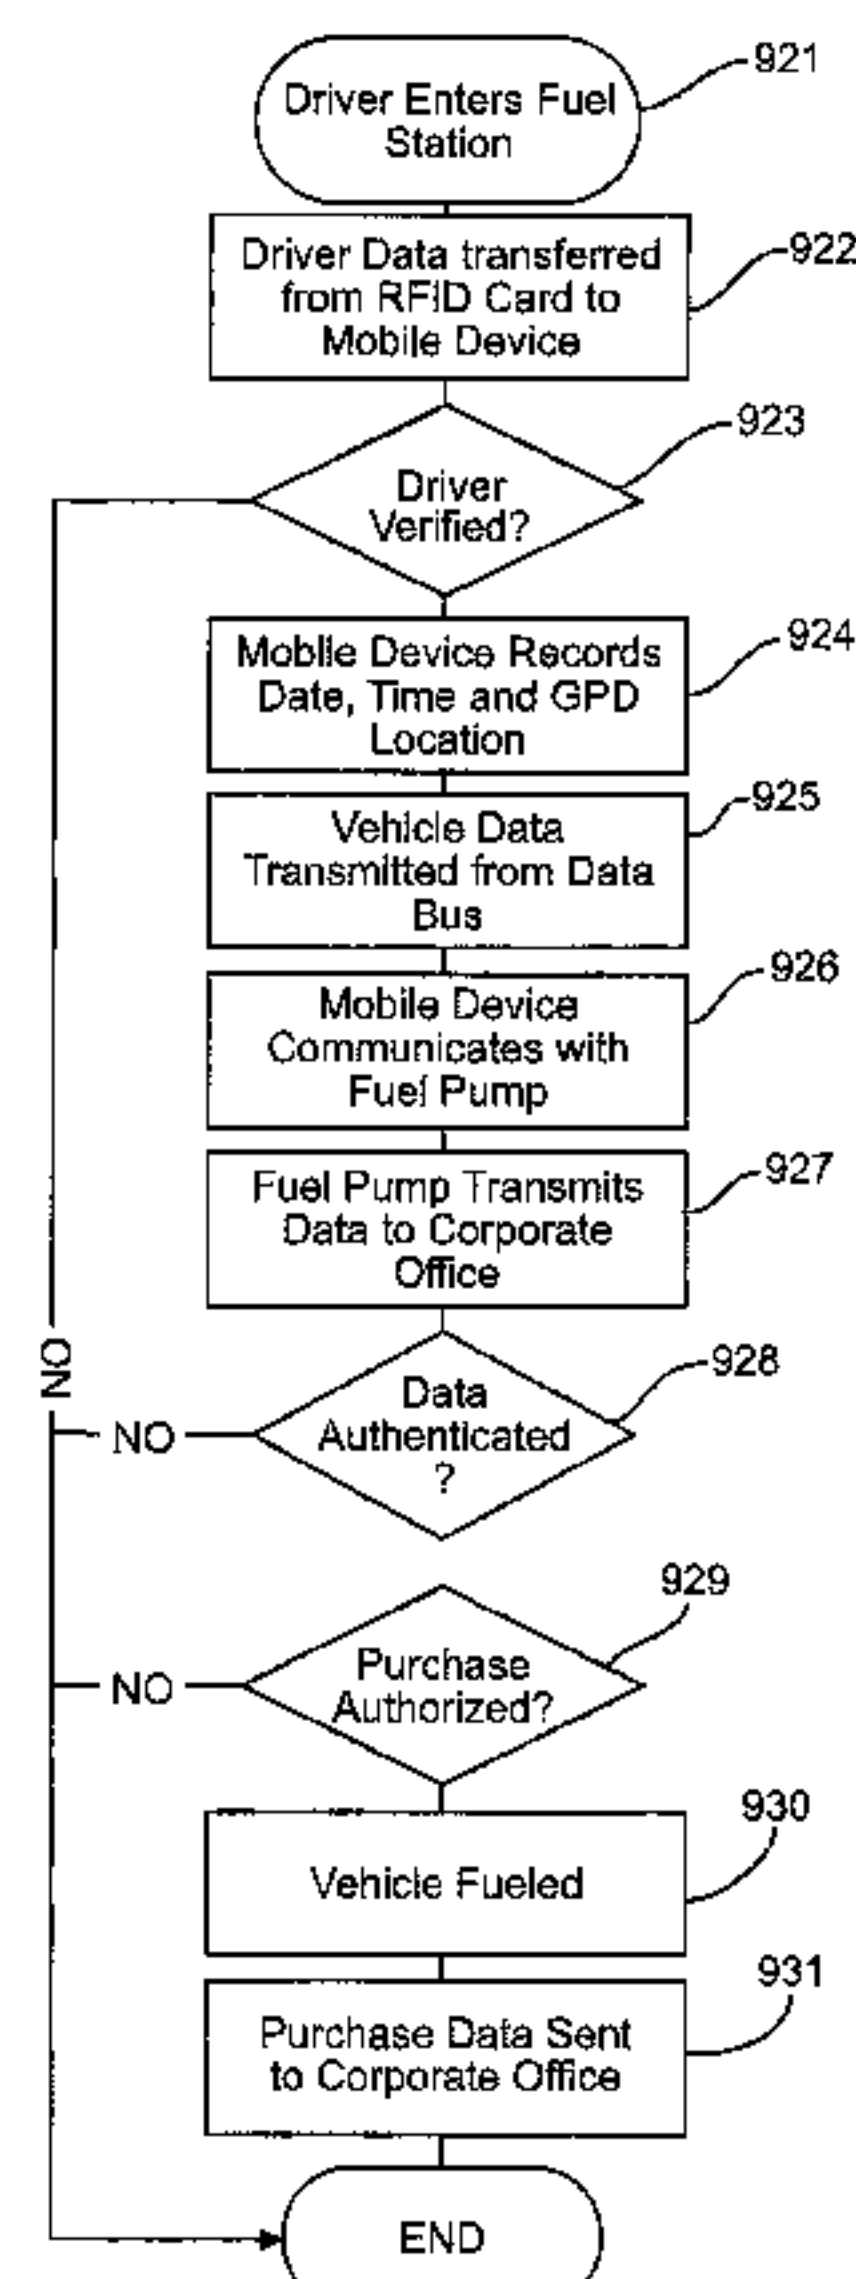 921
Driver Enters Fuel
Station
922
Driver Data transferred
from RFID Card to
Mobile Device
923
Driver
Verified?
924
Mobile Device Records
Date, Time and GPD
Location
925
Vehicle Data
Transmitted from Data
Bus
926
Mobile Device
Communicates with
Fuel Pump
927
Fuel Pump Transmits
Data to Corporate
Office
NO
928
Data
Authenticated
?
NO
929
Purchase
Authorized?
NO
930
Vehicle Fueled
931
Purchase Data Sent
to Corporate Office
END